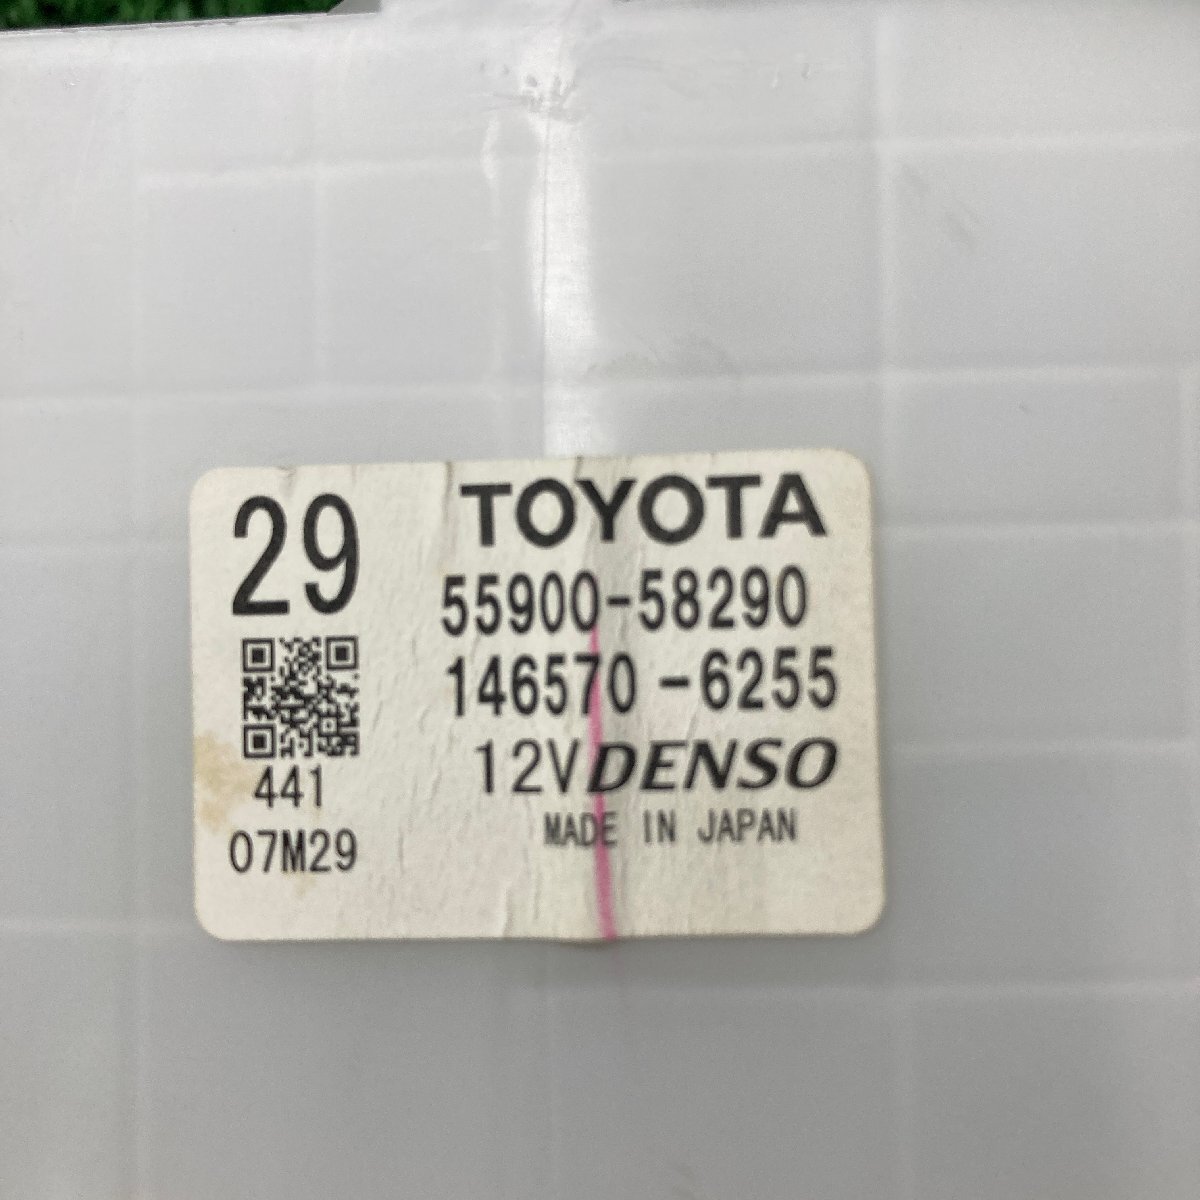 29
TOYOTA
55900-58290
146570-6255
12V DENSO
MADE IN JAPAN
441
07M29